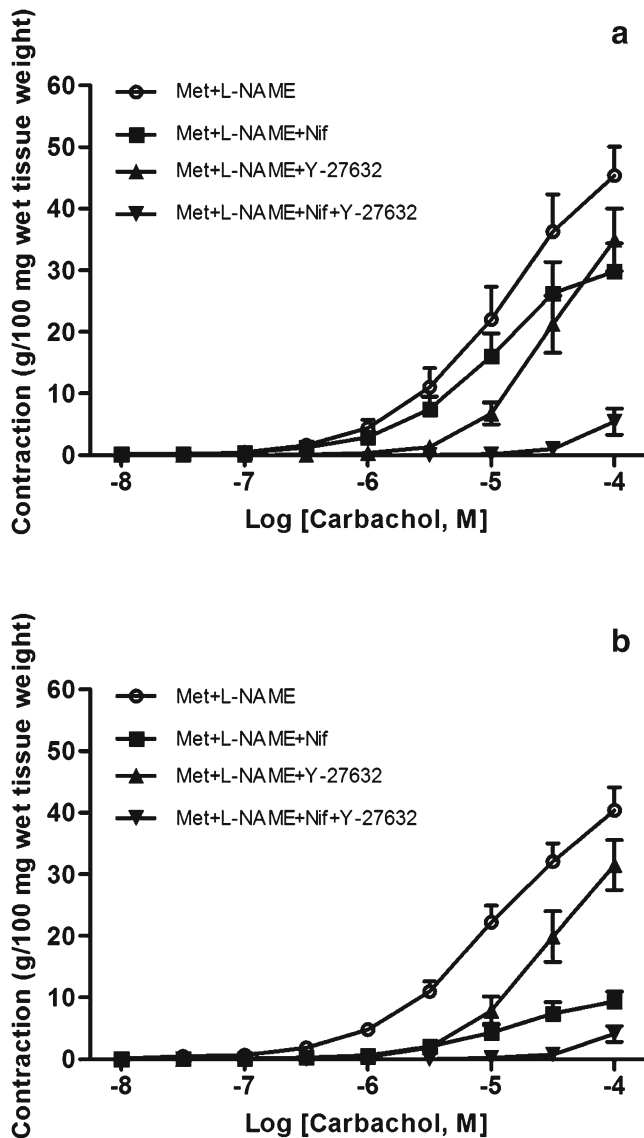 a
Contraction (g/100 mg wet tissue weight)
60
50
40
30
20
10
0
Met+L-NAME
Met+L-NAME+Nif
Met+L-NAME+Y-27632
Met+L-NAME+Nif+Y-27632
-8 -7 -6 -5 -4
Log [Carbachol, M]
b
Contraction (g/100 mg wet tissue weight)
60
50
40
30
20
10
0
Met+L-NAME
Met+L-NAME+Nif
Met+L-NAME+Y-27632
Met+L-NAME+Nif+Y-27632
-8 -7 -6 -5 -4
Log [Carbachol, M]